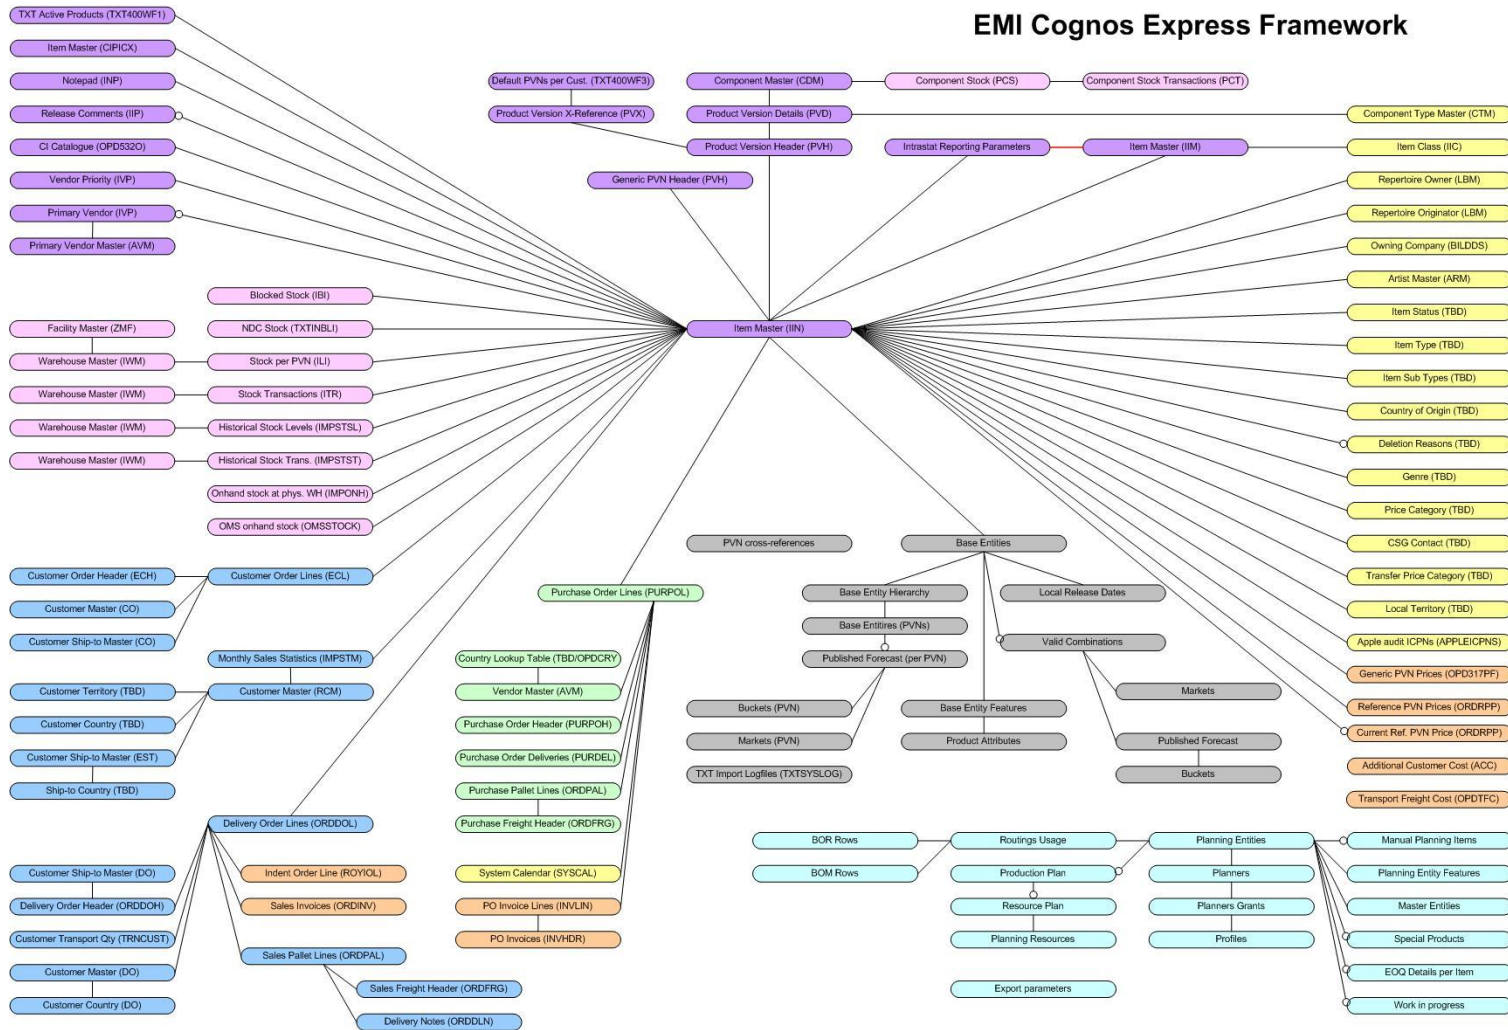 EMI Cognos Express Framework
TXT Active Products (TXT400WF1)
Item Master (CIPICX)
Notepad (INP)
Release Comments (IIP)
CI Catalogue (OPD532O)
Vendor Priority (IVP)
Primary Vendor (IVP)
Primary Vendor Master (AVM)
Default PVNs per Cust. (TXT400WF3)
Product Version X-Reference (PVX)
Generic PVN Header (PVH)
Component Master (CDM)
Product Version Details (PVD)
Product Version Header (PVH)
Component Stock (PCS)
Component Stock Transactions (PCT)
Intrastat Reporting Parameters
Item Master (IIM)
Component Type Master (CTM)
Item Class (IIC)
Repertoire Owner (LBM)
Repertoire Originator (LBM)
Owning Company (BILDDS)
Artist Master (ARM)
Item Status (TBD)
Item Type (TBD)
Item Sub Types (TBD)
Country of Origin (TBD)
Deletion Reasons (TBD)
Genre (TBD)
Price Category (TBD)
CSG Contact (TBD)
Transfer Price Category (TBD)
Local Territory (TBD)
Apple audit ICPNs (APPLEICPNS)
Generic PVN Prices (OPD317PF)
Reference PVN Prices (ORDRPP)
Current Ref. PVN Price (ORDRPP)
Additional Customer Cost (ACC)
Transport Freight Cost (OPDTFC)
Item Master (IIN)
Blocked Stock (IBI)
Facility Master (ZMF)
NDC Stock (TXTINBLI)
Warehouse Master (IWM)
Stock per PVN (ILI)
Warehouse Master (IWM)
Stock Transactions (ITR)
Warehouse Master (IWM)
Historical Stock Levels (IMPSTSL)
Warehouse Master (IWM)
Historical Stock Trans. (IMPSTST)
Onhand stock at phys. WH (IMPONH)
OMS onhand stock (OMSSTOCK)
Customer Order Header (ECH)
Customer Order Lines (ECL)
Customer Master (CO)
Customer Ship-to Master (CO)
Monthly Sales Statistics (IMPSTM)
Customer Territory (TBD)
Customer Master (RCM)
Customer Country (TBD)
Customer Ship-to Master (EST)
Ship-to Country (TBD)
Delivery Order Lines (ORDDOL)
Customer Ship-to Master (DO)
Indent Order Line (ROYIOL)
Delivery Order Header (ORDDOH)
Sales Invoices (ORDINV)
Customer Transport Qty (TRNCUST)
Sales Pallet Lines (ORDPAL)
Customer Master (DO)
Sales Freight Header (ORDFRG)
Customer Country (DO)
Delivery Notes (ORDDLN)
Purchase Order Lines (PURPOL)
Country Lookup Table (TBD/OPDCRY
Vendor Master (AVM)
Purchase Order Header (PURPOH)
Purchase Order Deliveries (PURDEL)
Purchase Pallet Lines (ORDPAL)
Purchase Freight Header (ORDFRG)
System Calendar (SYSCAL)
PO Invoice Lines (INVLIN)
PO Invoices (INVHDR)
PVN cross-references
Base Entities
Base Entity Hierarchy
Local Release Dates
Base Entitires (PVNs)
Valid Combinations
Published Forecast (per PVN)
Markets
Buckets (PVN)
Base Entity Features
Markets (PVN)
Product Attributes
Published Forecast
TXT Import Logfiles (TXTSYSLOG)
Buckets
BOR Rows
Routings Usage
Planning Entities
Manual Planning Items
BOM Rows
Production Plan
Planners
Planning Entity Features
Resource Plan
Planners Grants
Master Entities
Planning Resources
Profiles
Special Products
EOQ Details per Item
Export parameters
Work in progress